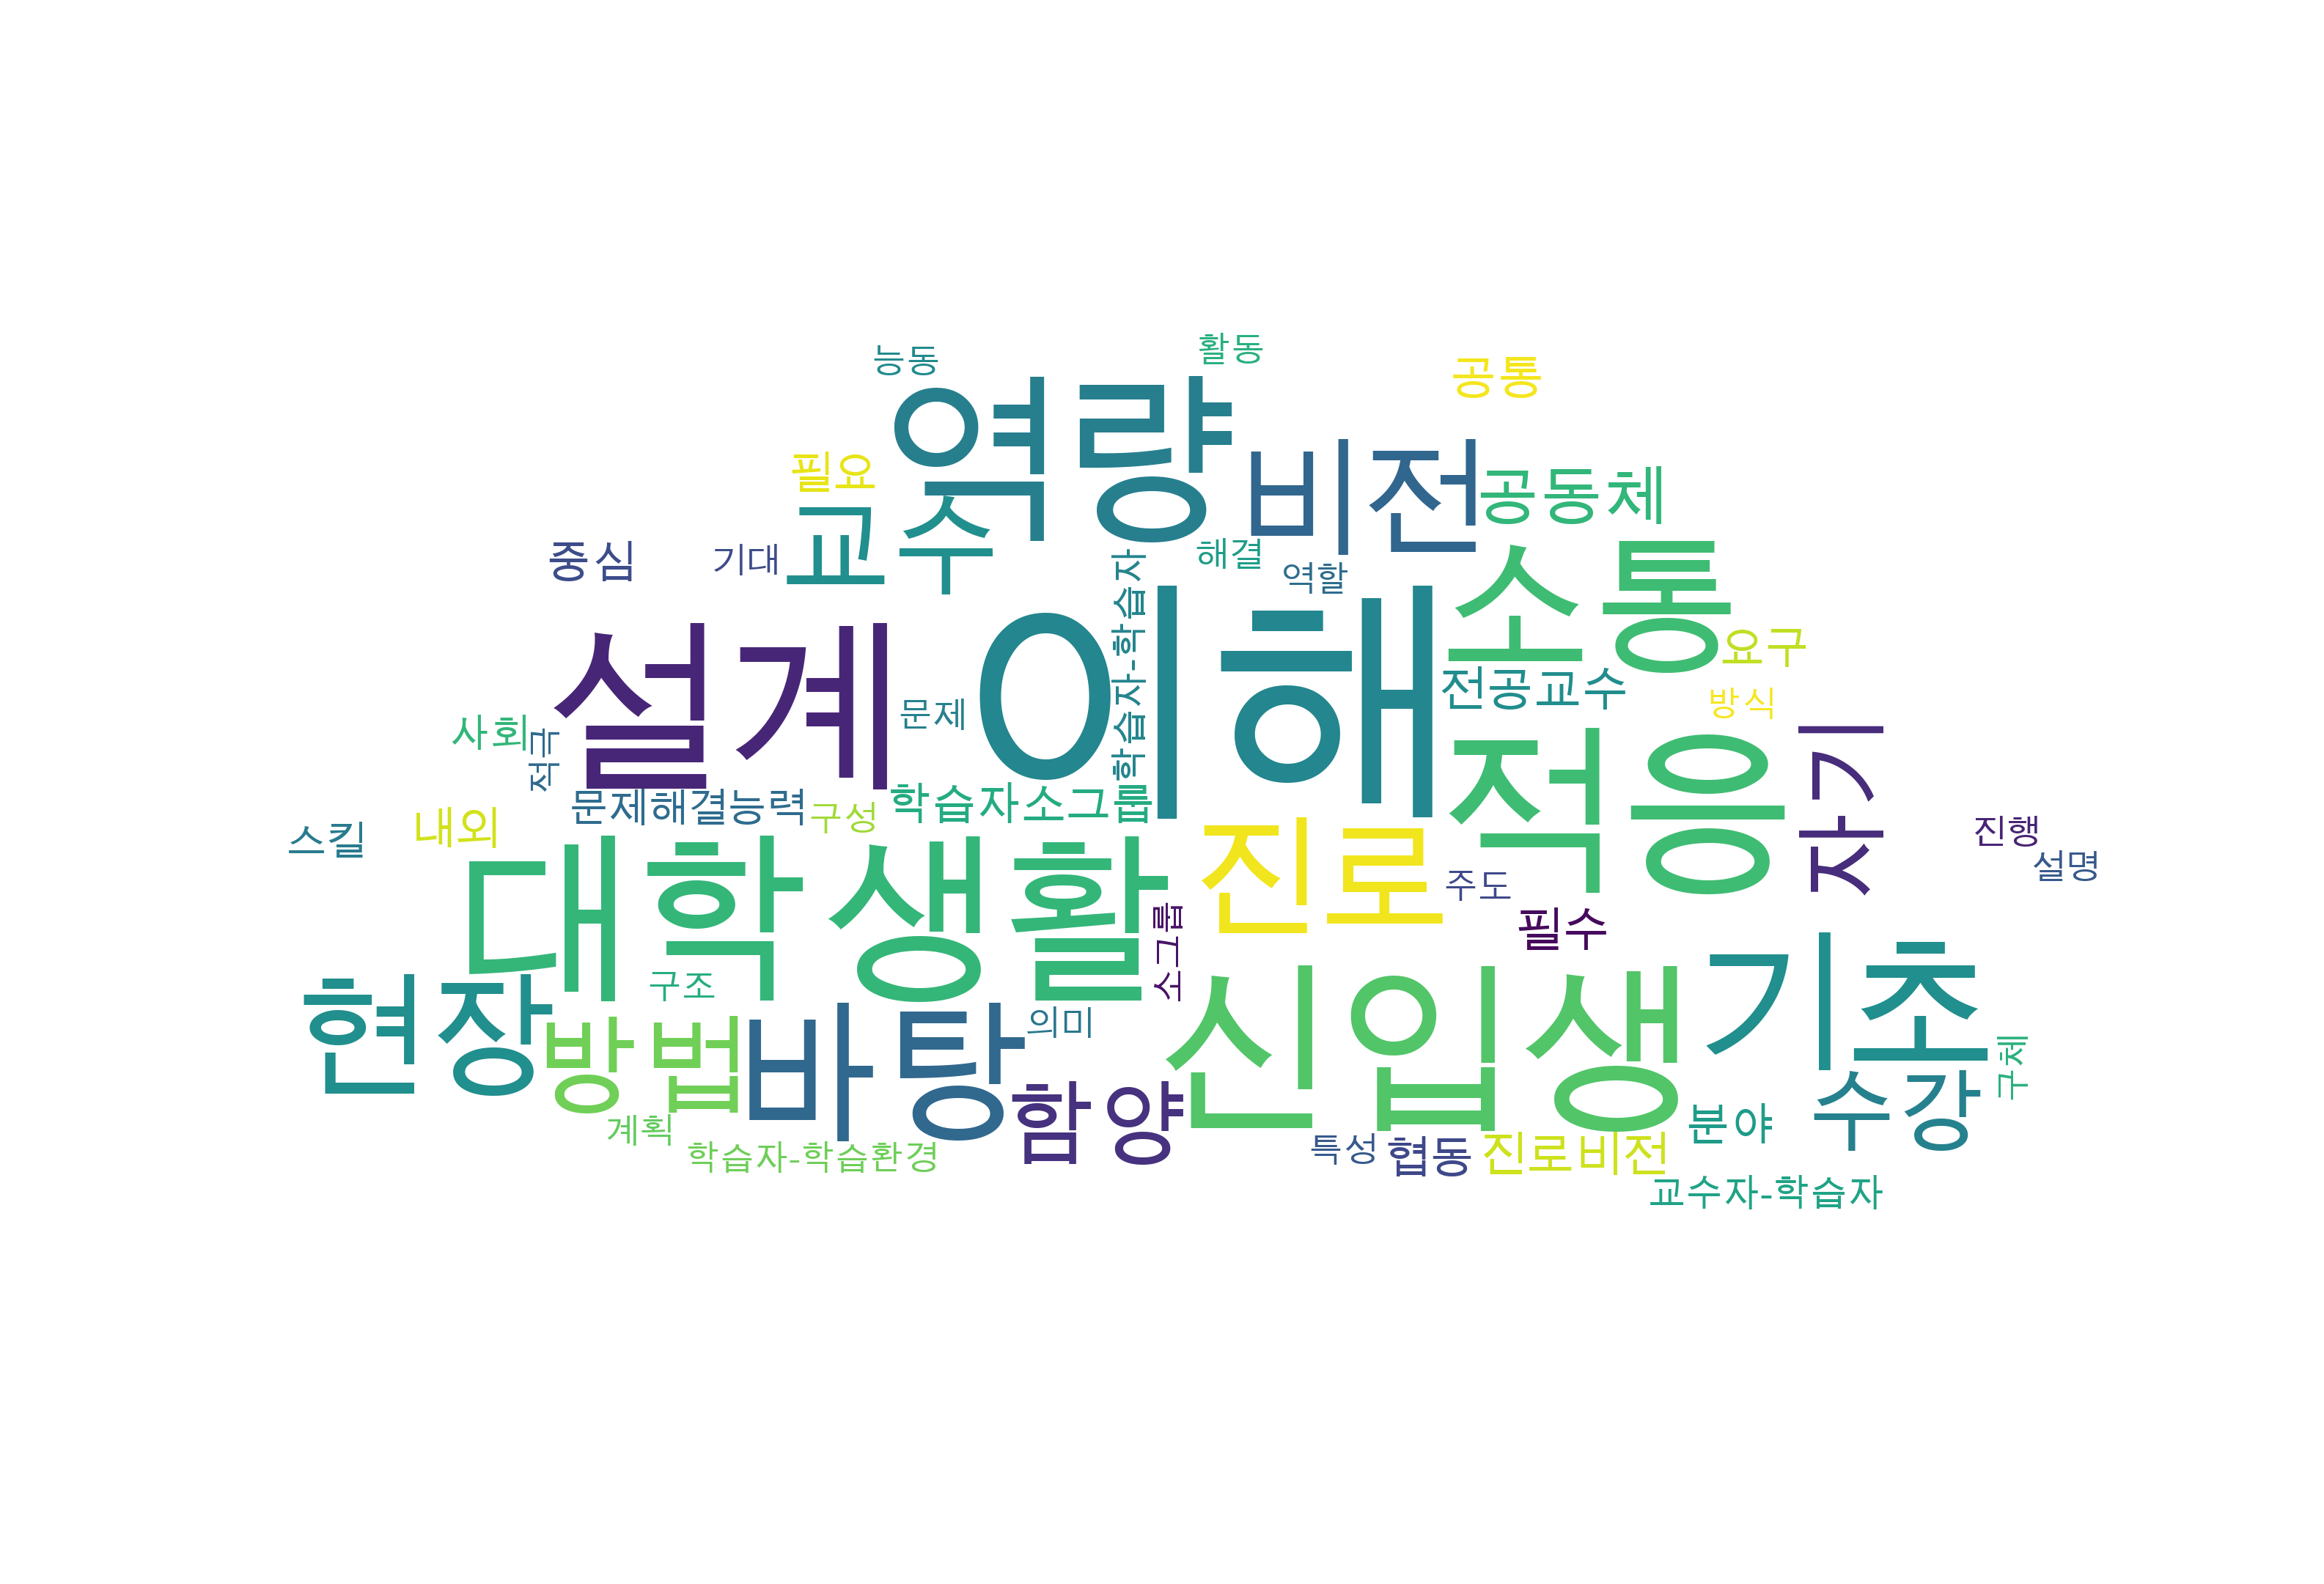 능동
활동
공통
역량
비전
필요
공동체
교수
소통
중심
기대
해결
역할
학습자-학습자
이해
설계
요구
전공교수
문제
방식
사회
적극
적응
자기
문제해결능력
구성
학습자소그룹
내외
스킬
진로
진행
설명
대학생활
주도
소그룹
필수
기초
구조
현장
신입생
방법
바탕
의미
구체
함양
수강
분야
계획
학습자-학습환경
특성
협동
진로비전
교수자-학습자